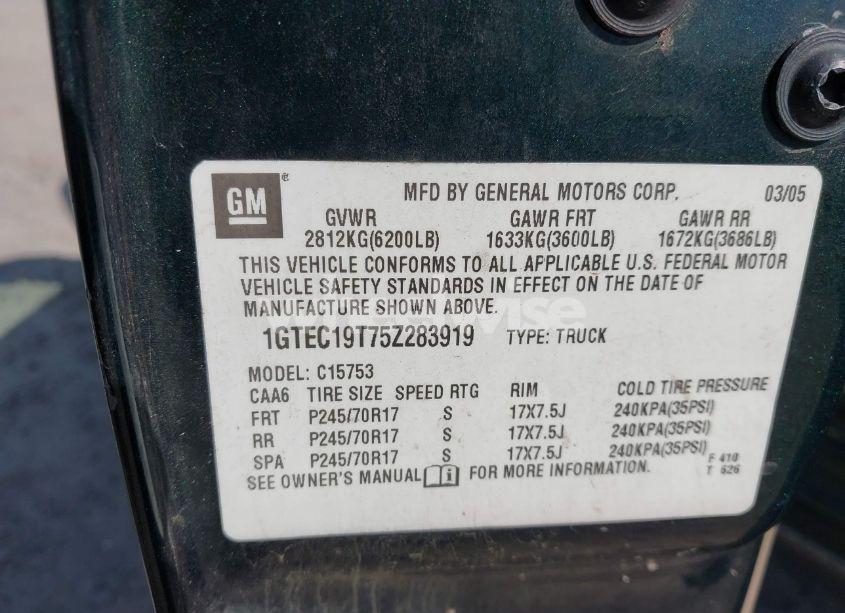 GM ®
MFD BY GENERAL MOTORS CORP. 03/05
GVWR GAWR FRT GAWR RR
2812KG(6200LB) 1633KG(3600LB) 1672KG(3686LB)
THIS VEHICLE CONFORMS TO ALL APPLICABLE U.S. FEDERAL MOTOR
VEHICLE SAFETY STANDARDS IN EFFECT ON THE DATE OF
MANUFACTURE SHOWN ABOVE.
1GTEC19T75Z283919 TYPE: TRUCK
MODEL: C15753
CAA6 TIRE SIZE SPEED RTG RIM COLD TIRE PRESSURE
FRT P245/70R17 S 17X7.5J 240KPA(35PSI)
RR P245/70R17 S 17X7.5J 240KPA(35PSI)
SPA P245/70R17 S 17X7.5J 240KPA(35PSI)
F 410
T 626
SEE OWNER'S MANUAL FOR MORE INFORMATION.